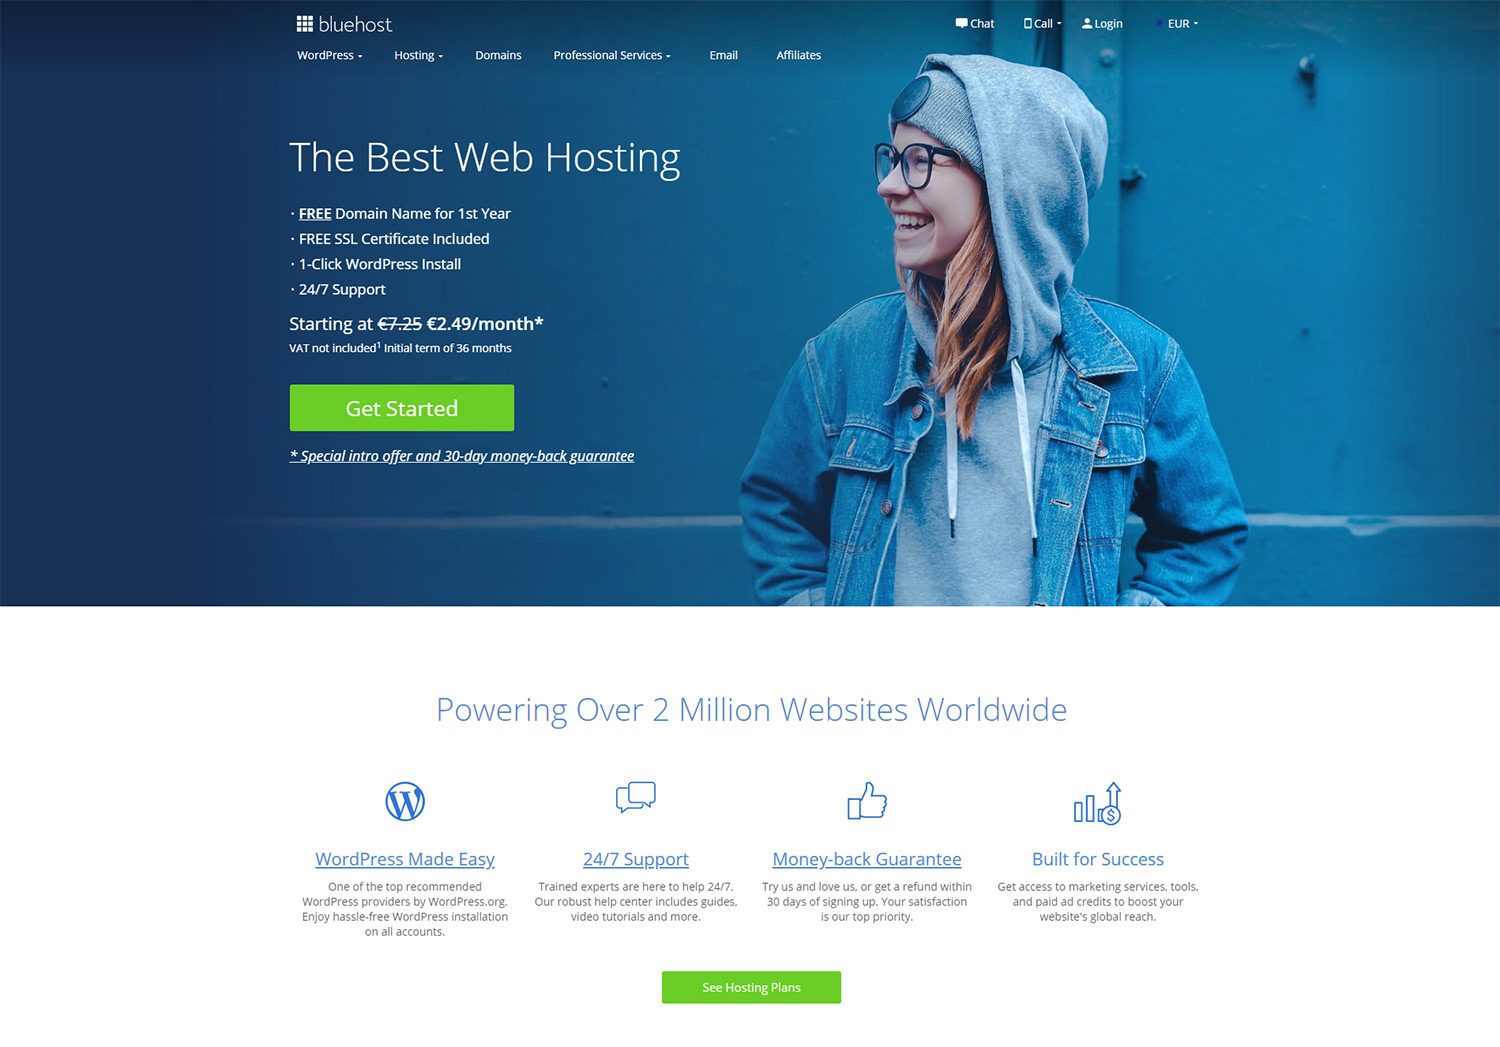 bluehost
Chat
Call
Login
EUR
WordPress
Hosting
Domains
Professional Services
Email
Affiliates
The Best Web Hosting
· FREE Domain Name for 1st Year
· FREE SSL Certificate Included
· 1-Click WordPress Install
· 24/7 Support
Starting at €7.25 €2.49/month*
VAT not included¹ Initial term of 36 months
Get Started
* Special intro offer and 30-day money-back guarantee
Powering Over 2 Million Websites Worldwide
WordPress Made Easy
One of the top recommended
WordPress providers by WordPress.org.
Enjoy hassle-free WordPress installation
on all accounts.
24/7 Support
Trained experts are here to help 24/7.
Our robust help center includes guides,
video tutorials and more.
Money-back Guarantee
Try us and love us, or get a refund within
30 days of signing up. Your satisfaction
is our top priority.
Built for Success
Get access to marketing services, tools,
and paid ad credits to boost your
website's global reach.
See Hosting Plans